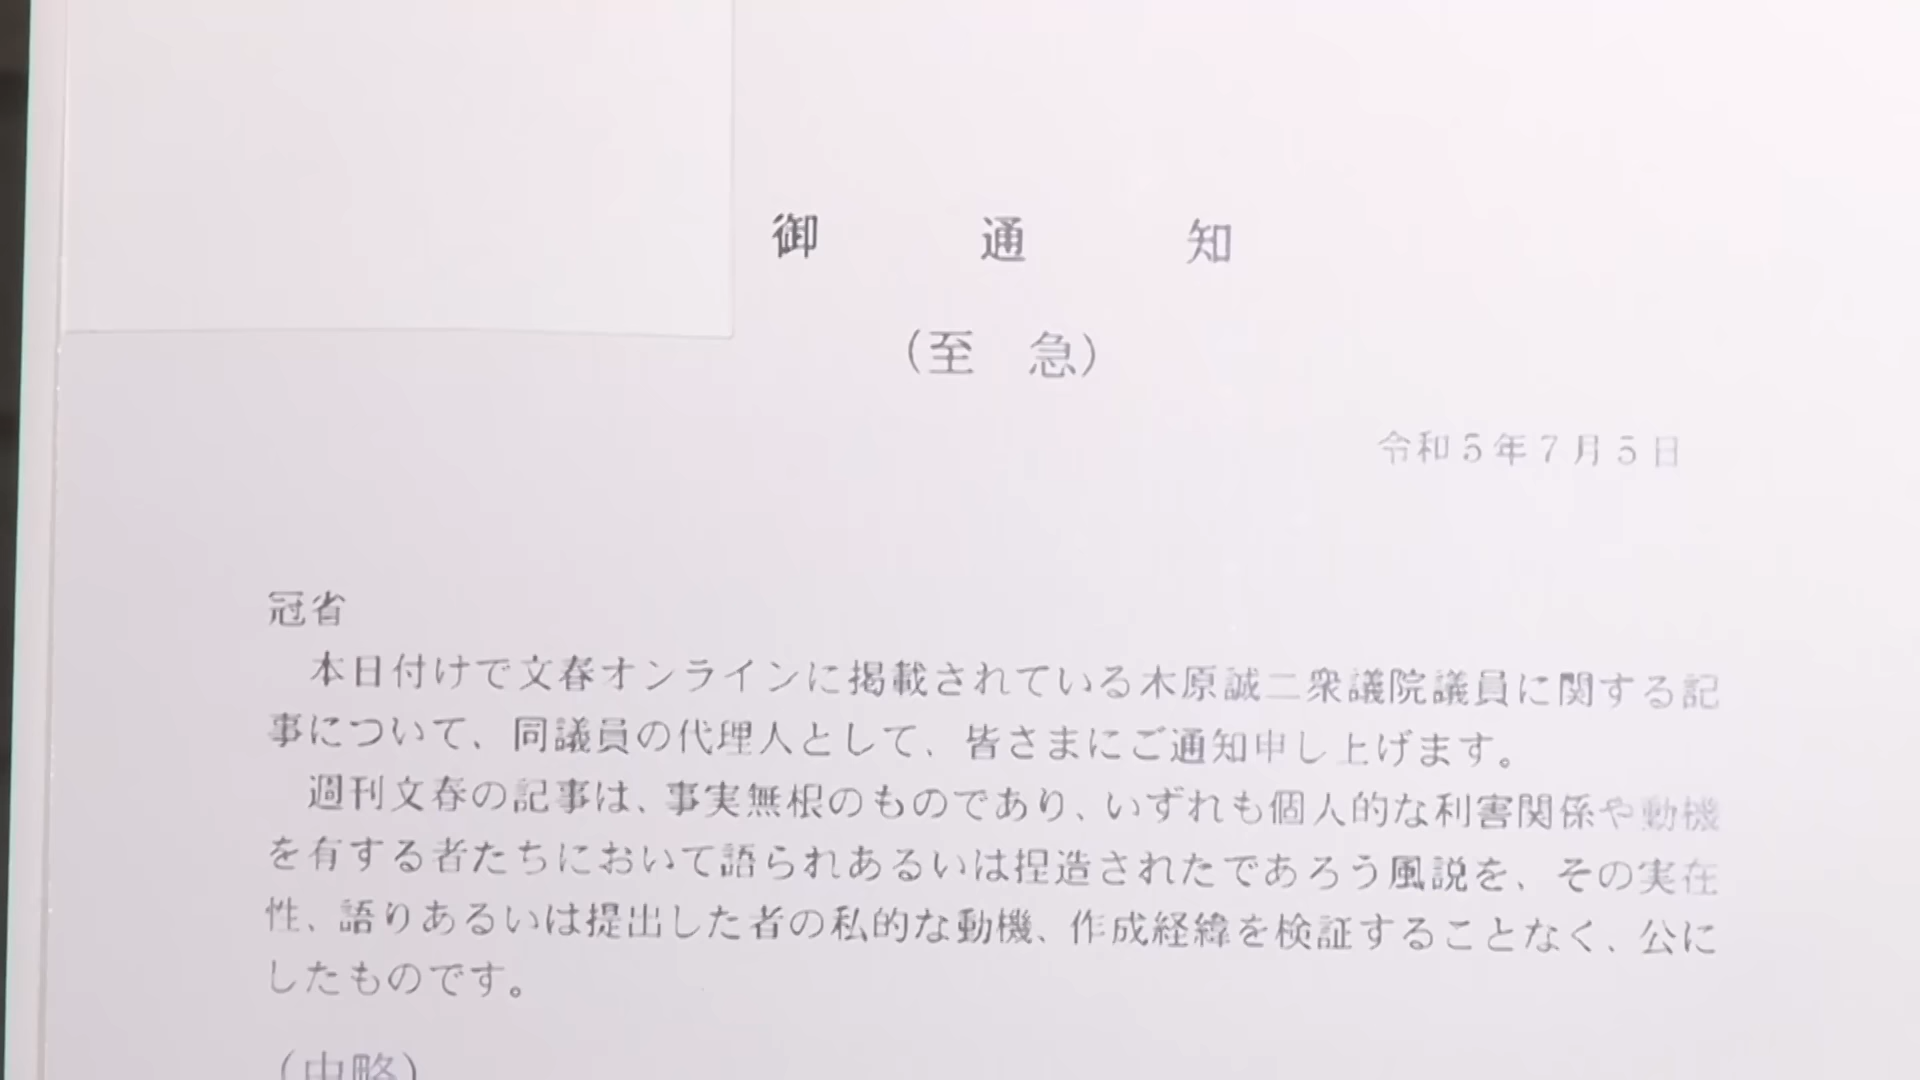 御 通 知
（至 急）
令和５年７月５日
冠省
本日付けで文春オンラインに掲載されている木原誠二衆議院議員に関する記
事について、同議員の代理人として、皆さまにご通知申し上げます。
週刊文春の記事は、事実無根のものであり、いずれも個人的な利害関係や動機
を有する者たちにおいて語られあるいは捏造されたであろう風説を、その実在
性、語りあるいは提出した者の私的な動機、作成経緯を検証することなく、公に
したものです。
（中略）